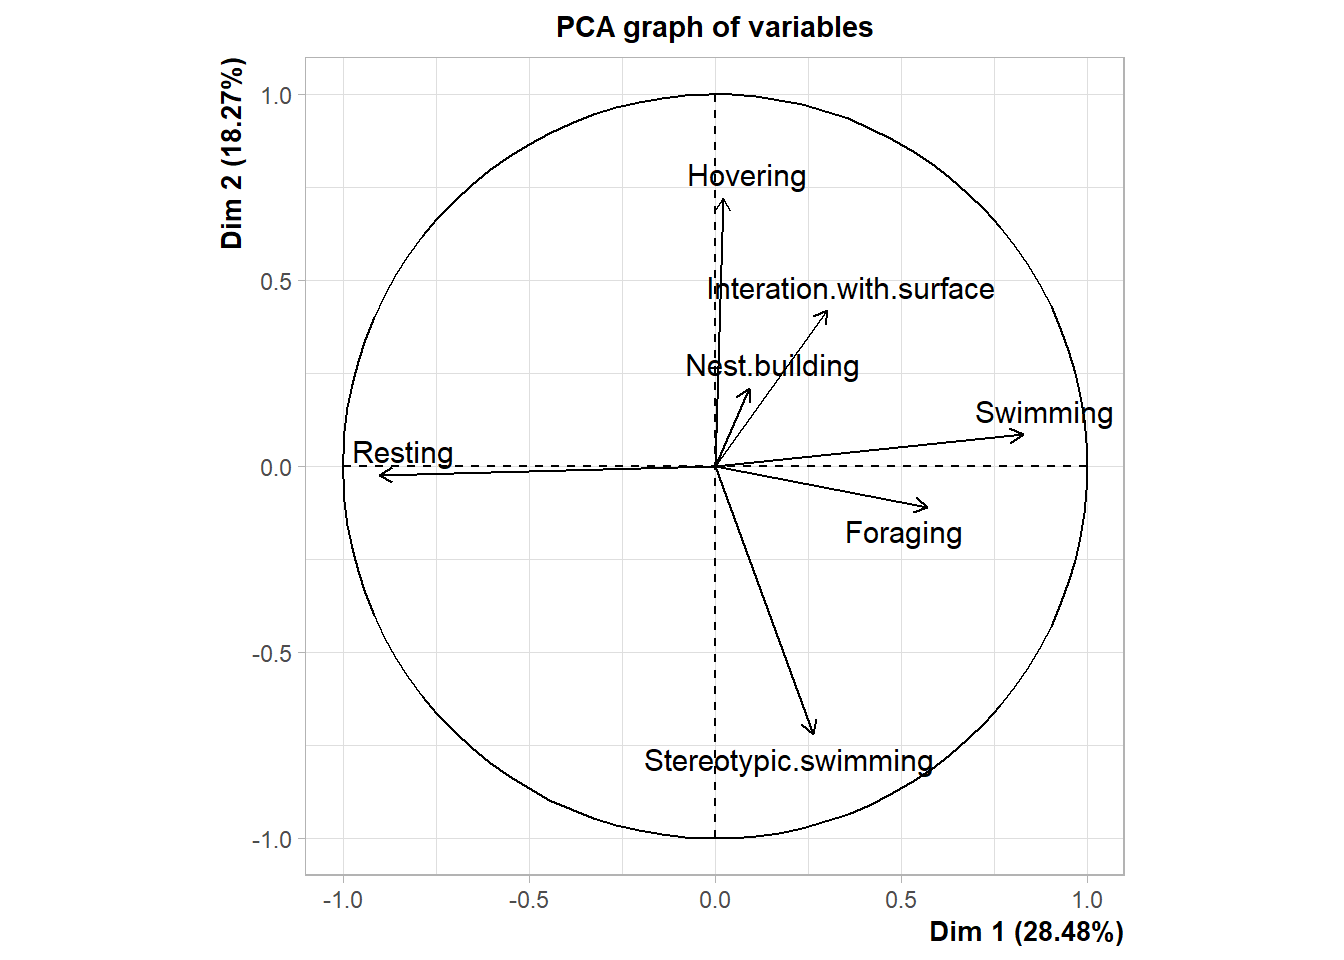 PCA graph of variables
Dim 2 (18.27%)
1.0
0.5
0.0
-0.5
-1.0
Hovering
Interation.with.surface
Nest.building
Swimming
Resting
Foraging
Stereotypic.swimming
-1.0
-0.5
0.0
0.5
1.0
Dim 1 (28.48%)